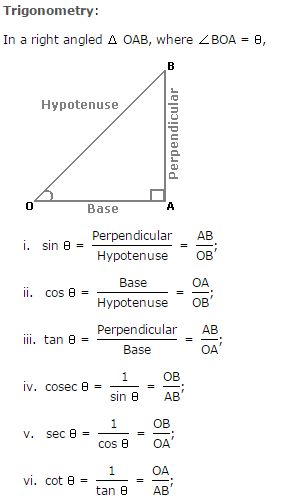 Trigonometry:
In a right angled Δ OAB, where ∠BOA = θ,
B
Hypotenuse
Perpendicular
O
Base
A
i. sin θ = Perpendicular / Hypotenuse = AB / OB;
ii. cos θ = Base / Hypotenuse = OA / OB;
iii. tan θ = Perpendicular / Base = AB / OA;
iv. cosec θ = 1 / sin θ = OB / AB;
v. sec θ = 1 / cos θ = OB / OA;
vi. cot θ = 1 / tan θ = OA / AB;